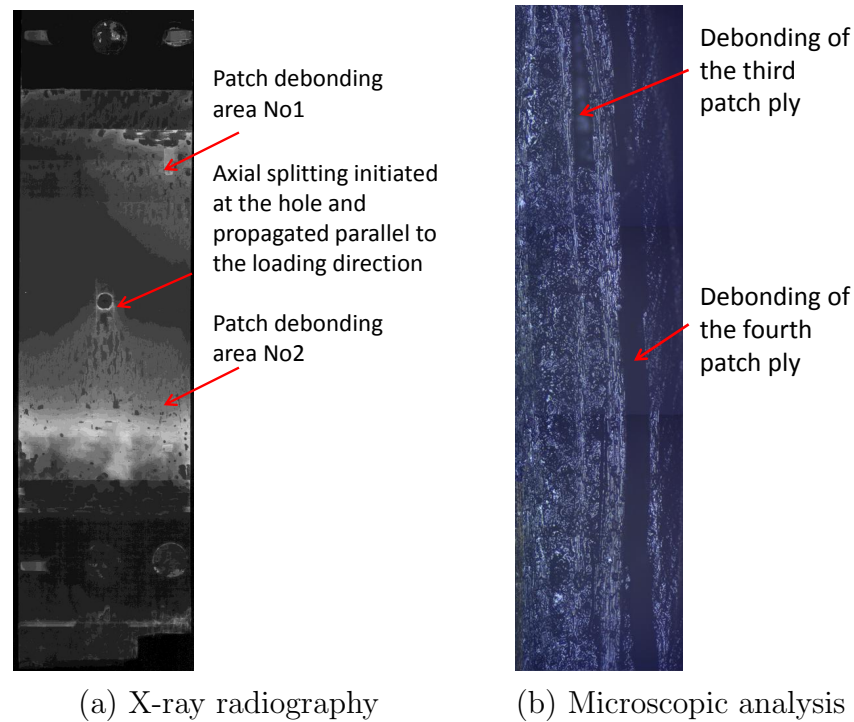 Patch debonding
area No1
Axial splitting initiated
at the hole and
propagated parallel to
the loading direction
Patch debonding
area No2
(a) X-ray radiography
Debonding of
the third
patch ply
Debonding of
the fourth
patch ply
(b) Microscopic analysis